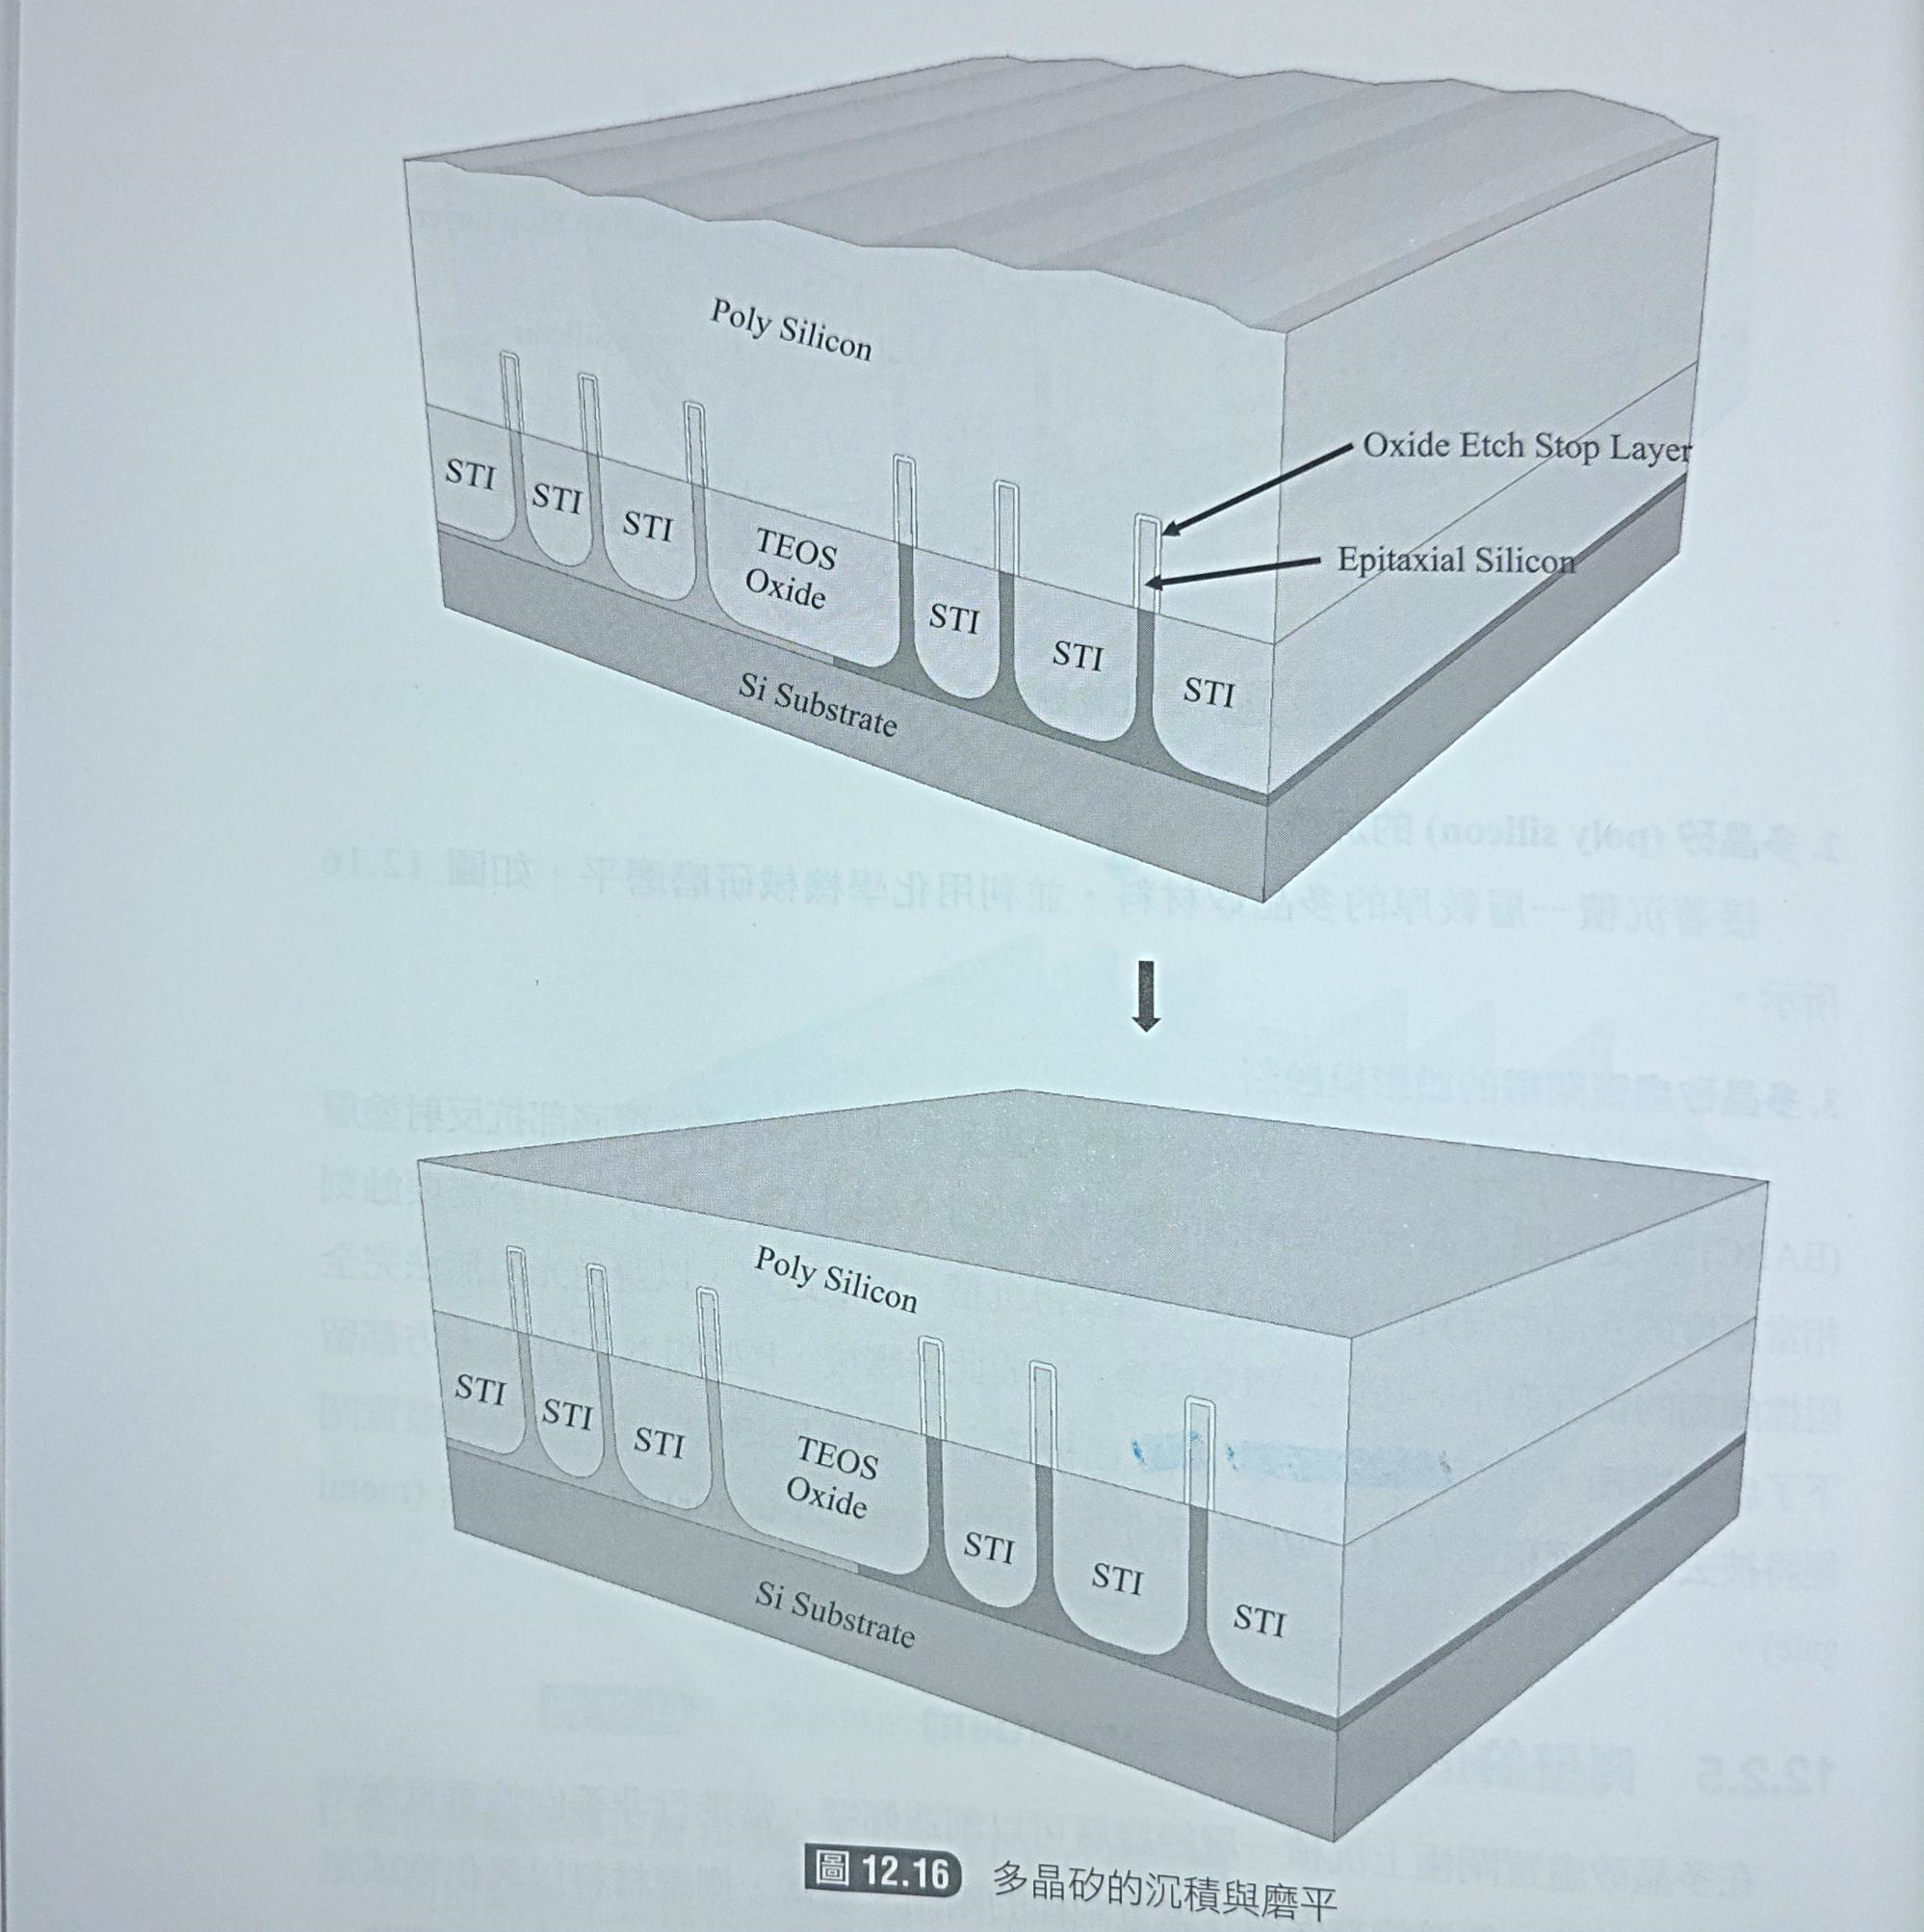 Poly Silicon
Oxide Etch Stop Layer
Epitaxial Silicon
STI
STI
STI
TEOS
Oxide
STI
STI
STI
Si Substrate
Poly Silicon
STI
STI
STI
TEOS
Oxide
STI
STI
STI
Si Substrate
圖 12.16 多晶矽的沉積與磨平